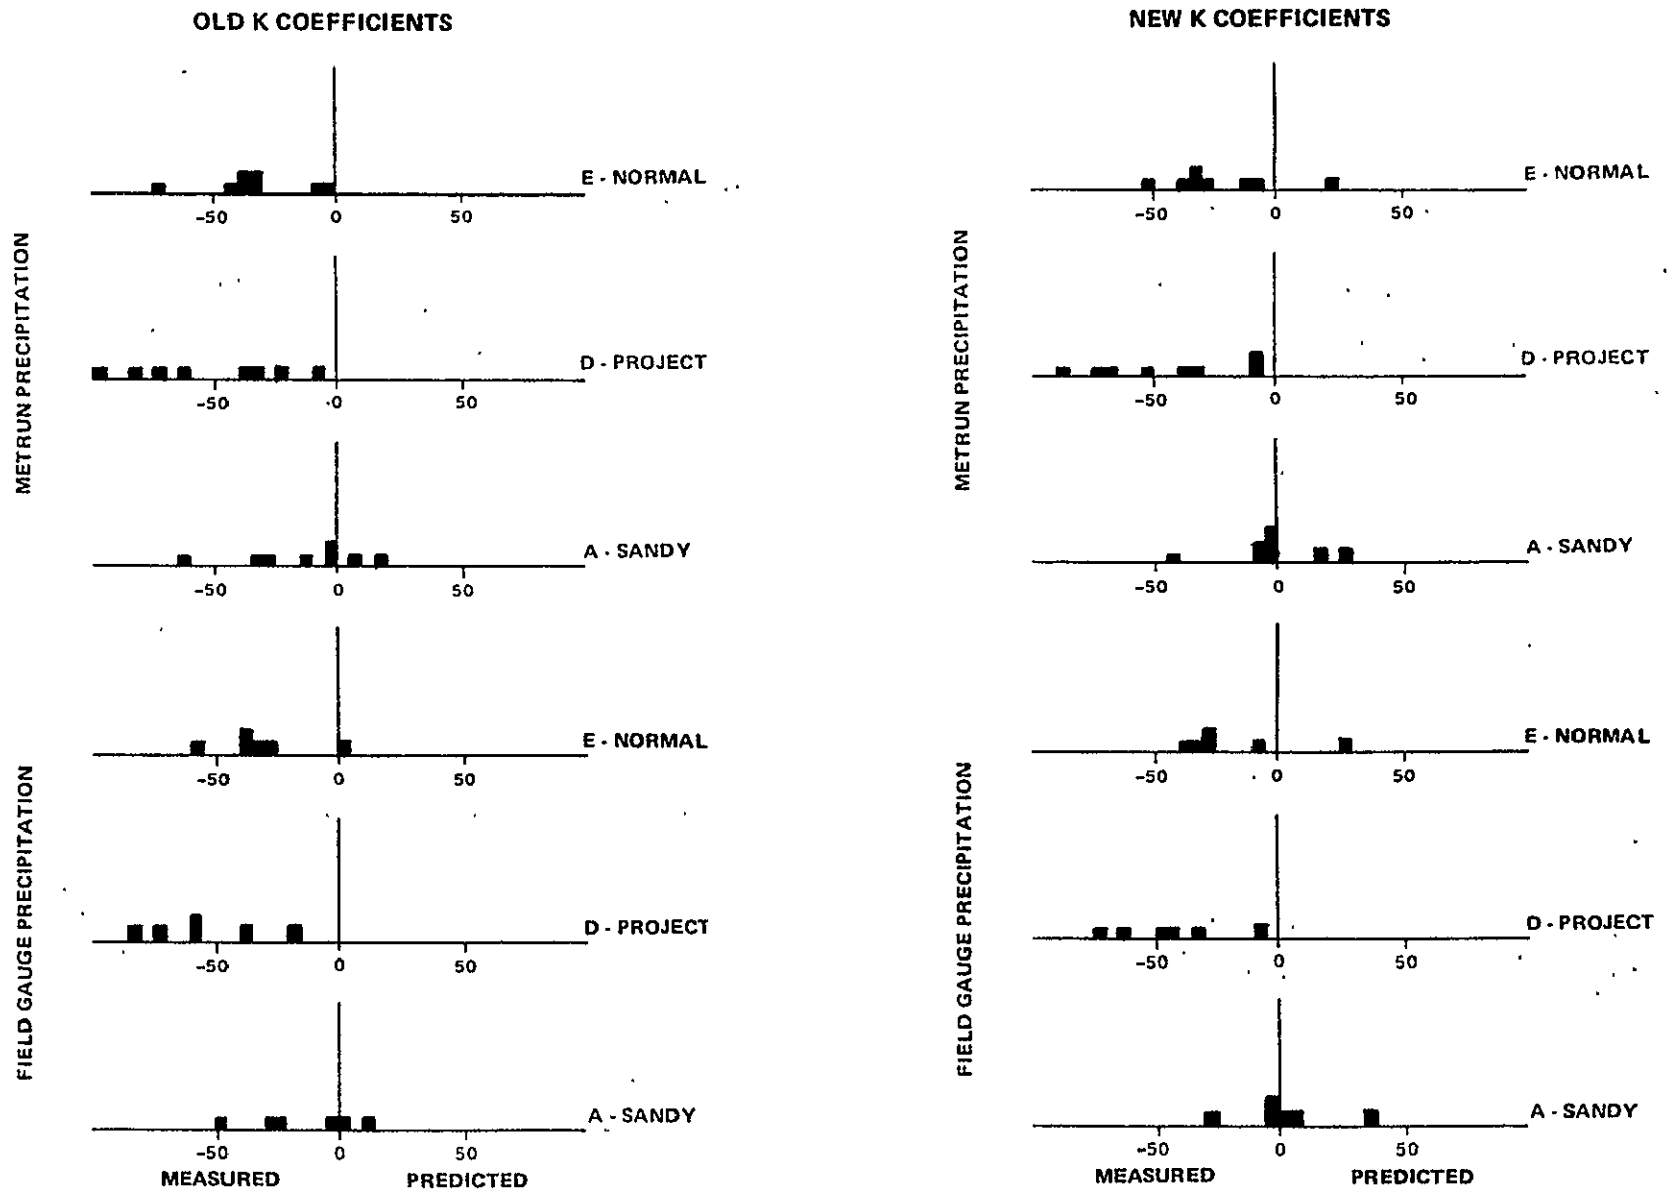 OLD K COEFFICIENTS
METRUN PRECIPITATION
E - NORMAL
-50 0 50
D - PROJECT
-50 0 50
A - SANDY
-50 0 50
FIELD GAUGE PRECIPITATION
E - NORMAL
-50 0 50
D - PROJECT
-50 0 50
A - SANDY
-50 0 50
MEASURED PREDICTED
NEW K COEFFICIENTS
METRUN PRECIPITATION
E - NORMAL
-50 0 50
D - PROJECT
-50 0 50
A - SANDY
-50 0 50
FIELD GAUGE PRECIPITATION
E - NORMAL
-50 0 50
D - PROJECT
-50 0 50
A - SANDY
-50 0 50
MEASURED PREDICTED